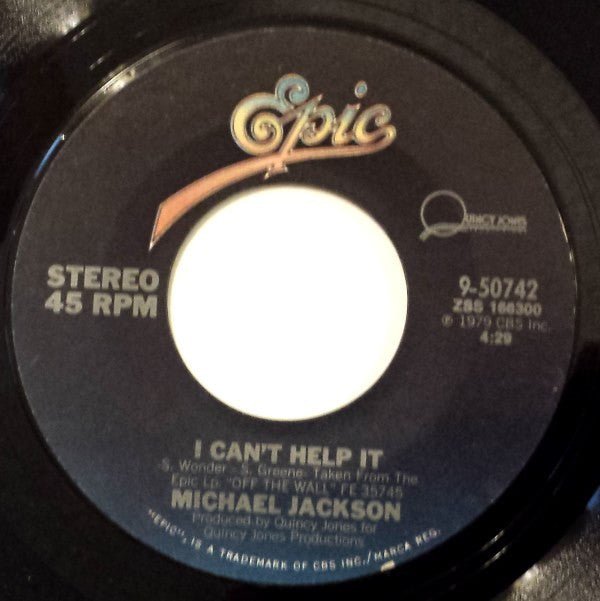 Epic
QUINCY JONES
STEREO
45 RPM
9-50742
ZSS 166300
℗ 1979 CBS Inc.
4:29
I CAN'T HELP IT
-S. Wonder - S. Greene- Taken From The
Epic Lp: "OFF THE WALL" FE 35745
MICHAEL JACKSON
Produced by Quincy Jones for
Quincy Jones Productions
"EPIC", IS A TRADEMARK OF CBS INC./MARCA REG.